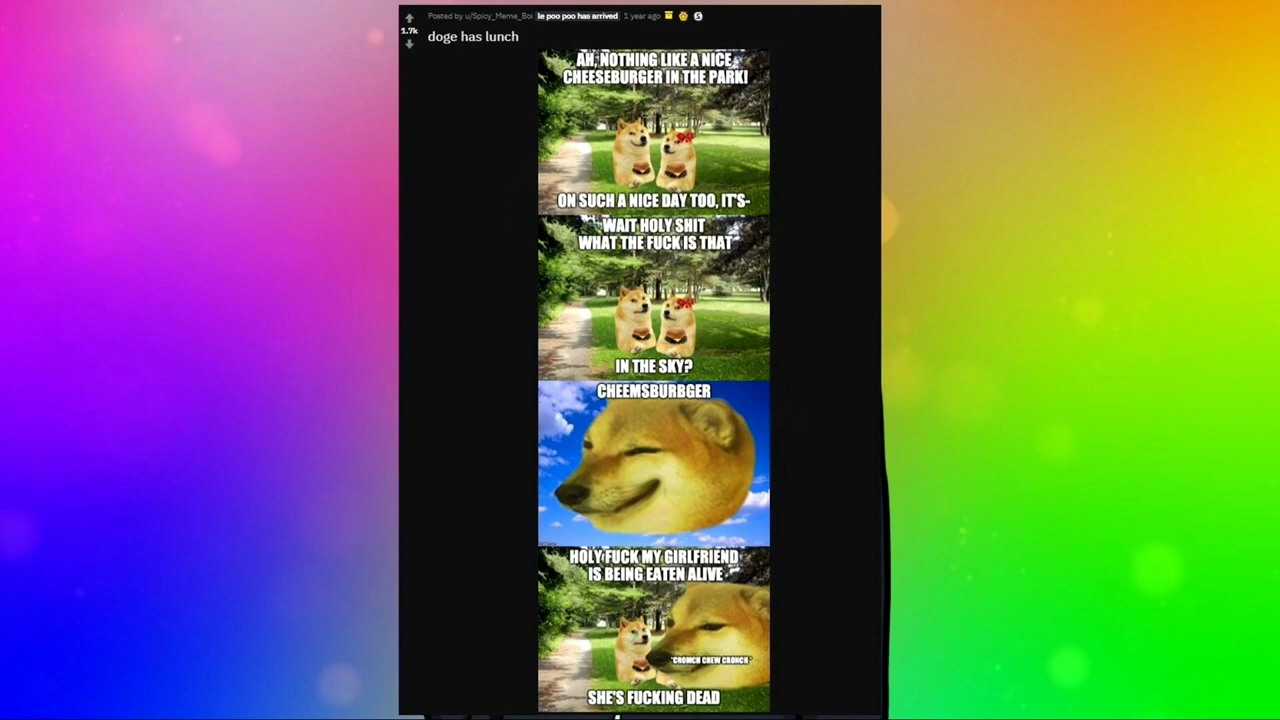 Posted by u/Spicy_Meme_Boi le poo poo has arrived 1 year ago
1.7k
doge has lunch
AH, NOTHING LIKE A NICE
CHEESEBURGER IN THE PARK!
ON SUCH A NICE DAY TOO, IT'S-
WAIT HOLY SHIT
WHAT THE FUCK IS THAT
IN THE SKY?
CHEEMSBURBGER
HOLY FUCK MY GIRLFRIEND
IS BEING EATEN ALIVE
*CROMCH CHEW CRONCH*
SHE'S FUCKING DEAD